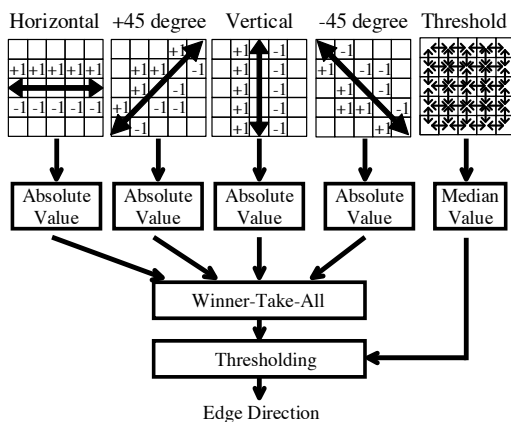 Horizontal +45 degree Vertical -45 degree Threshold
+1 +1 -1 -1
+1 +1 +1 +1 +1 +1 +1 -1 +1 -1 +1 -1 -1
+1 -1 +1 -1 +1 -1
-1 -1 -1 -1 -1 +1 -1 -1 +1 -1 +1 +1 -1
-1 +1 -1 +1
Absolute Value
Absolute Value
Absolute Value
Absolute Value
Median Value
Winner-Take-All
Thresholding
Edge Direction